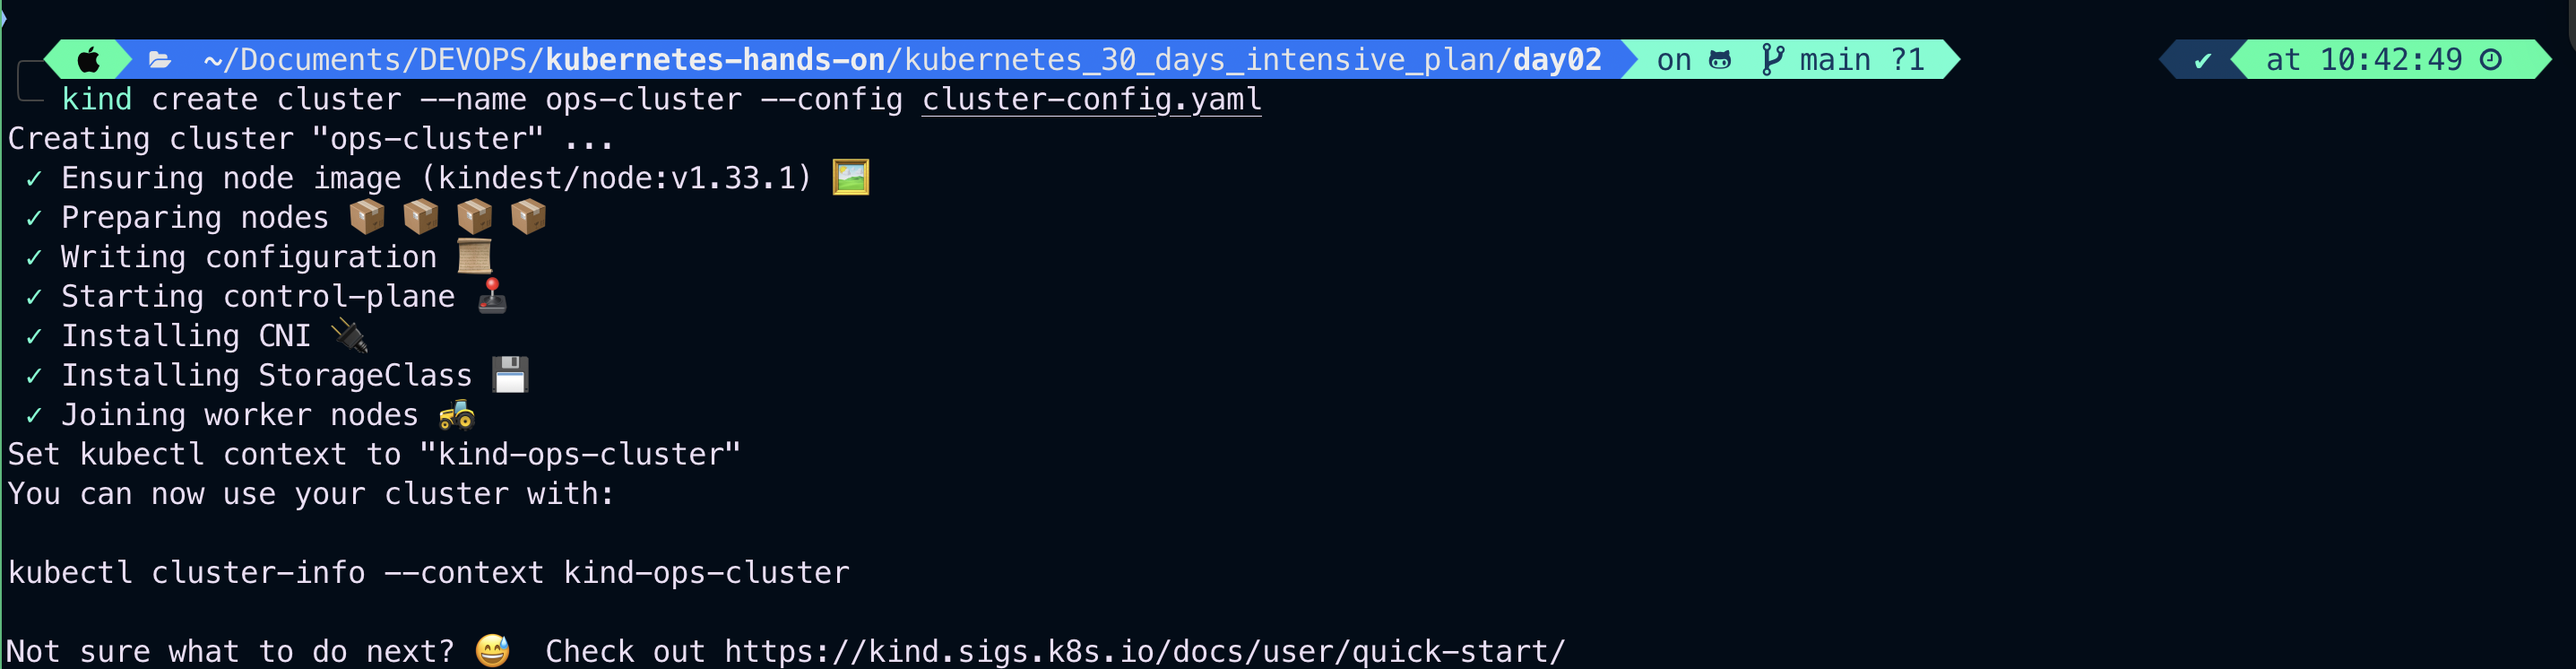 ~/Documents/DEVOPS/kubernetes-hands-on/kubernetes_30_days_intensive_plan/day02 on main ?1 ✔ at 10:42:49
kind create cluster --name ops-cluster --config cluster-config.yaml
Creating cluster "ops-cluster" ...
✓ Ensuring node image (kindest/node:v1.33.1) 🖼
✓ Preparing nodes 📦 📦 📦 📦
✓ Writing configuration 📜
✓ Starting control-plane 🕹️
✓ Installing CNI 🔌
✓ Installing StorageClass 💾
✓ Joining worker nodes 🚜
Set kubectl context to "kind-ops-cluster"
You can now use your cluster with:
kubectl cluster-info --context kind-ops-cluster
Not sure what to do next? 😅 Check out https://kind.sigs.k8s.io/docs/user/quick-start/